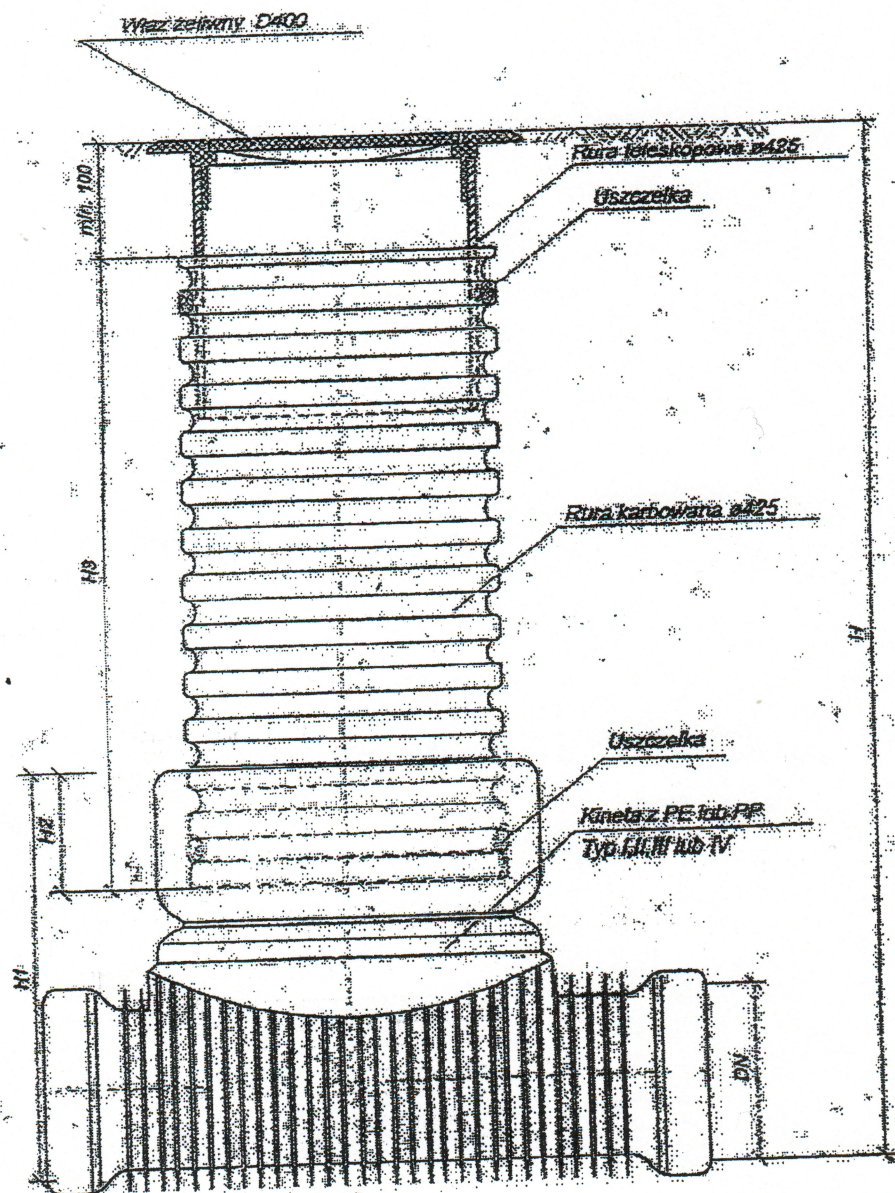 Właz żeliwny D400
Rura teleskopowa ø425
Uszczelka
min. 100
Rura karbowana ø425
H3
H
Uszczelka
Kineta z PE lub PP
Typ I,II,III lub IV
H2
H1
DN